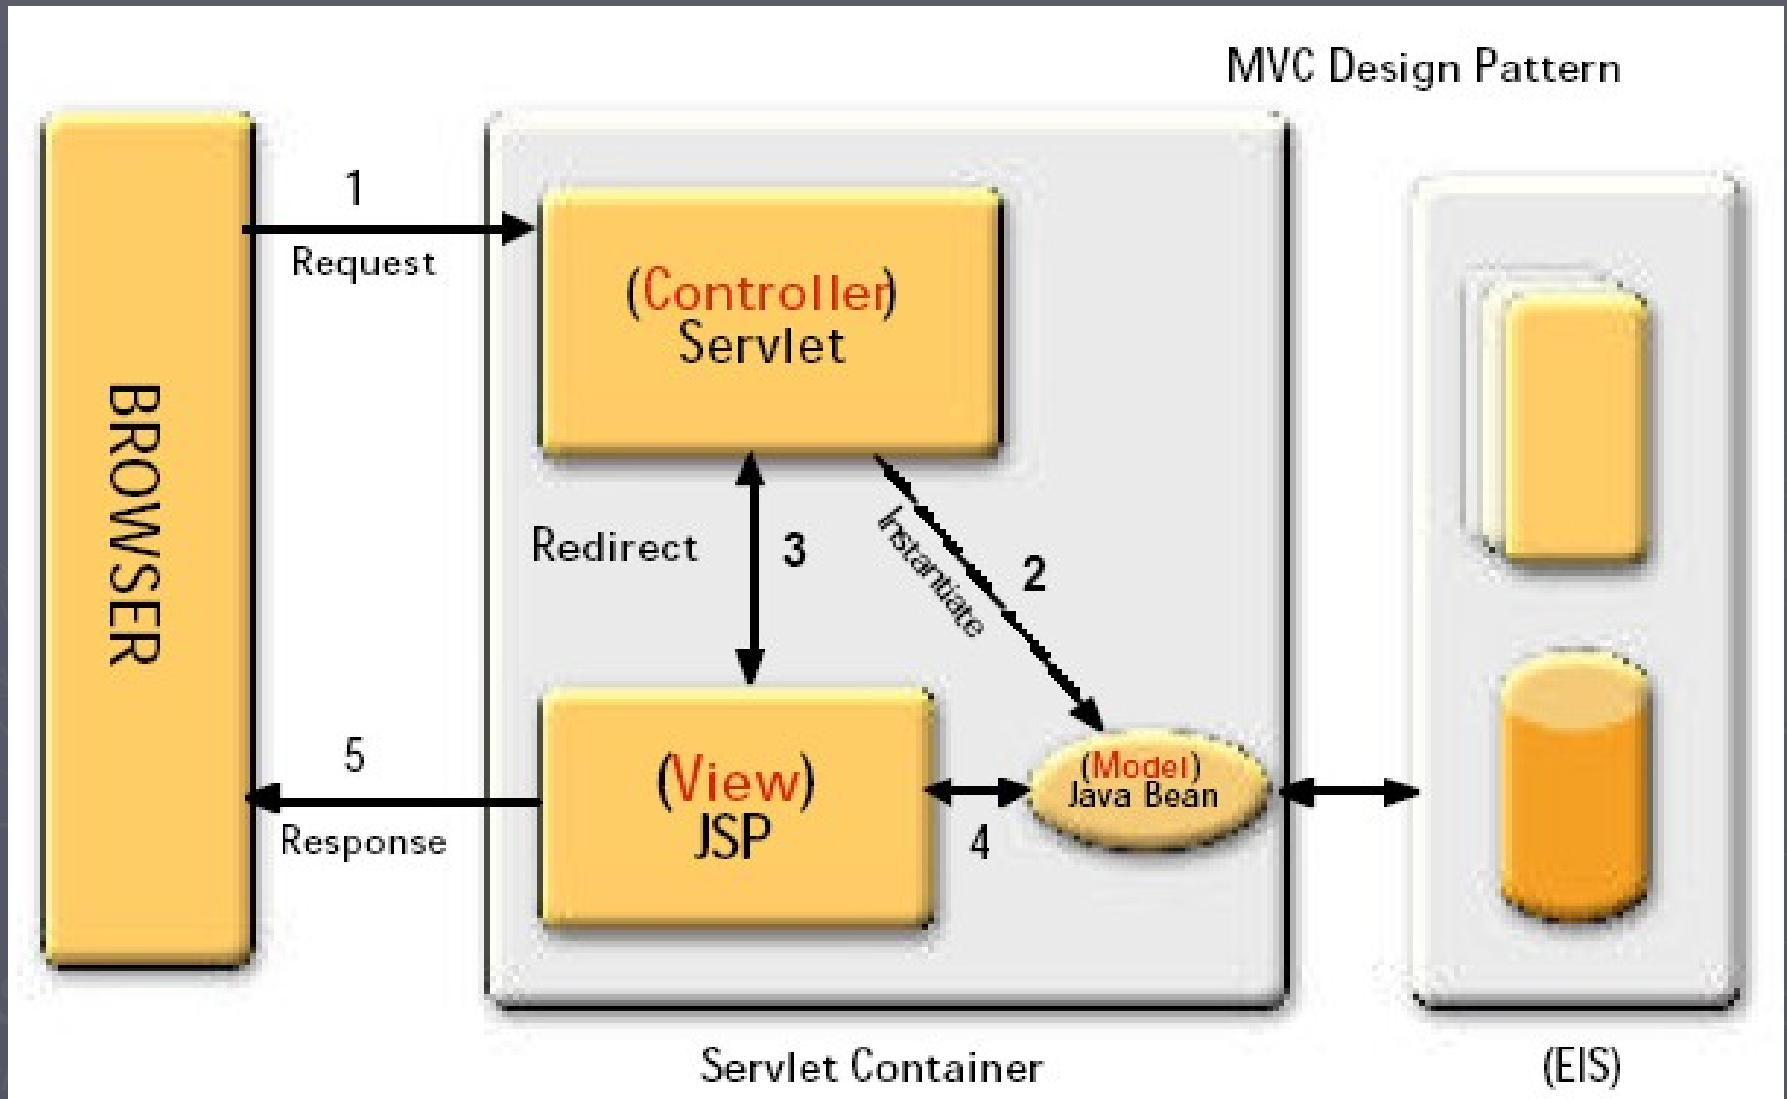 MVC Design Pattern
BROWSER
1
Request
(Controller)
Servlet
Redirect
3
Instantiate
2
(View)
JSP
(Model)
Java Bean
4
5
Response
Servlet Container
(EIS)